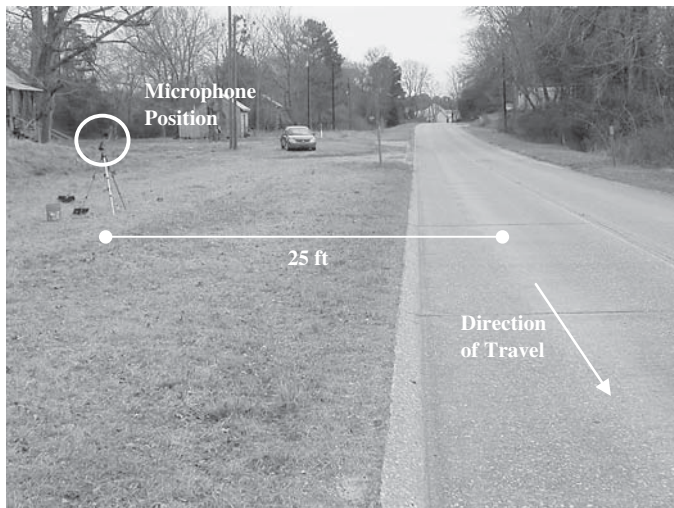 Microphone
Position
25 ft
Direction
of Travel